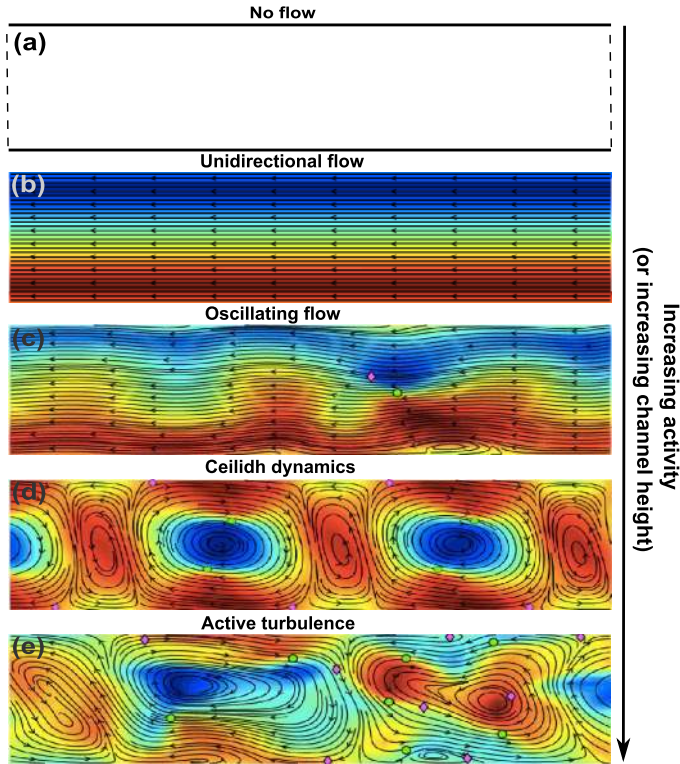 No flow
(a)
Unidirectional flow
(b)
Oscillating flow
(c)
Ceilidh dynamics
(d)
Active turbulence
(e)
Increasing activity
(or increasing channel height)